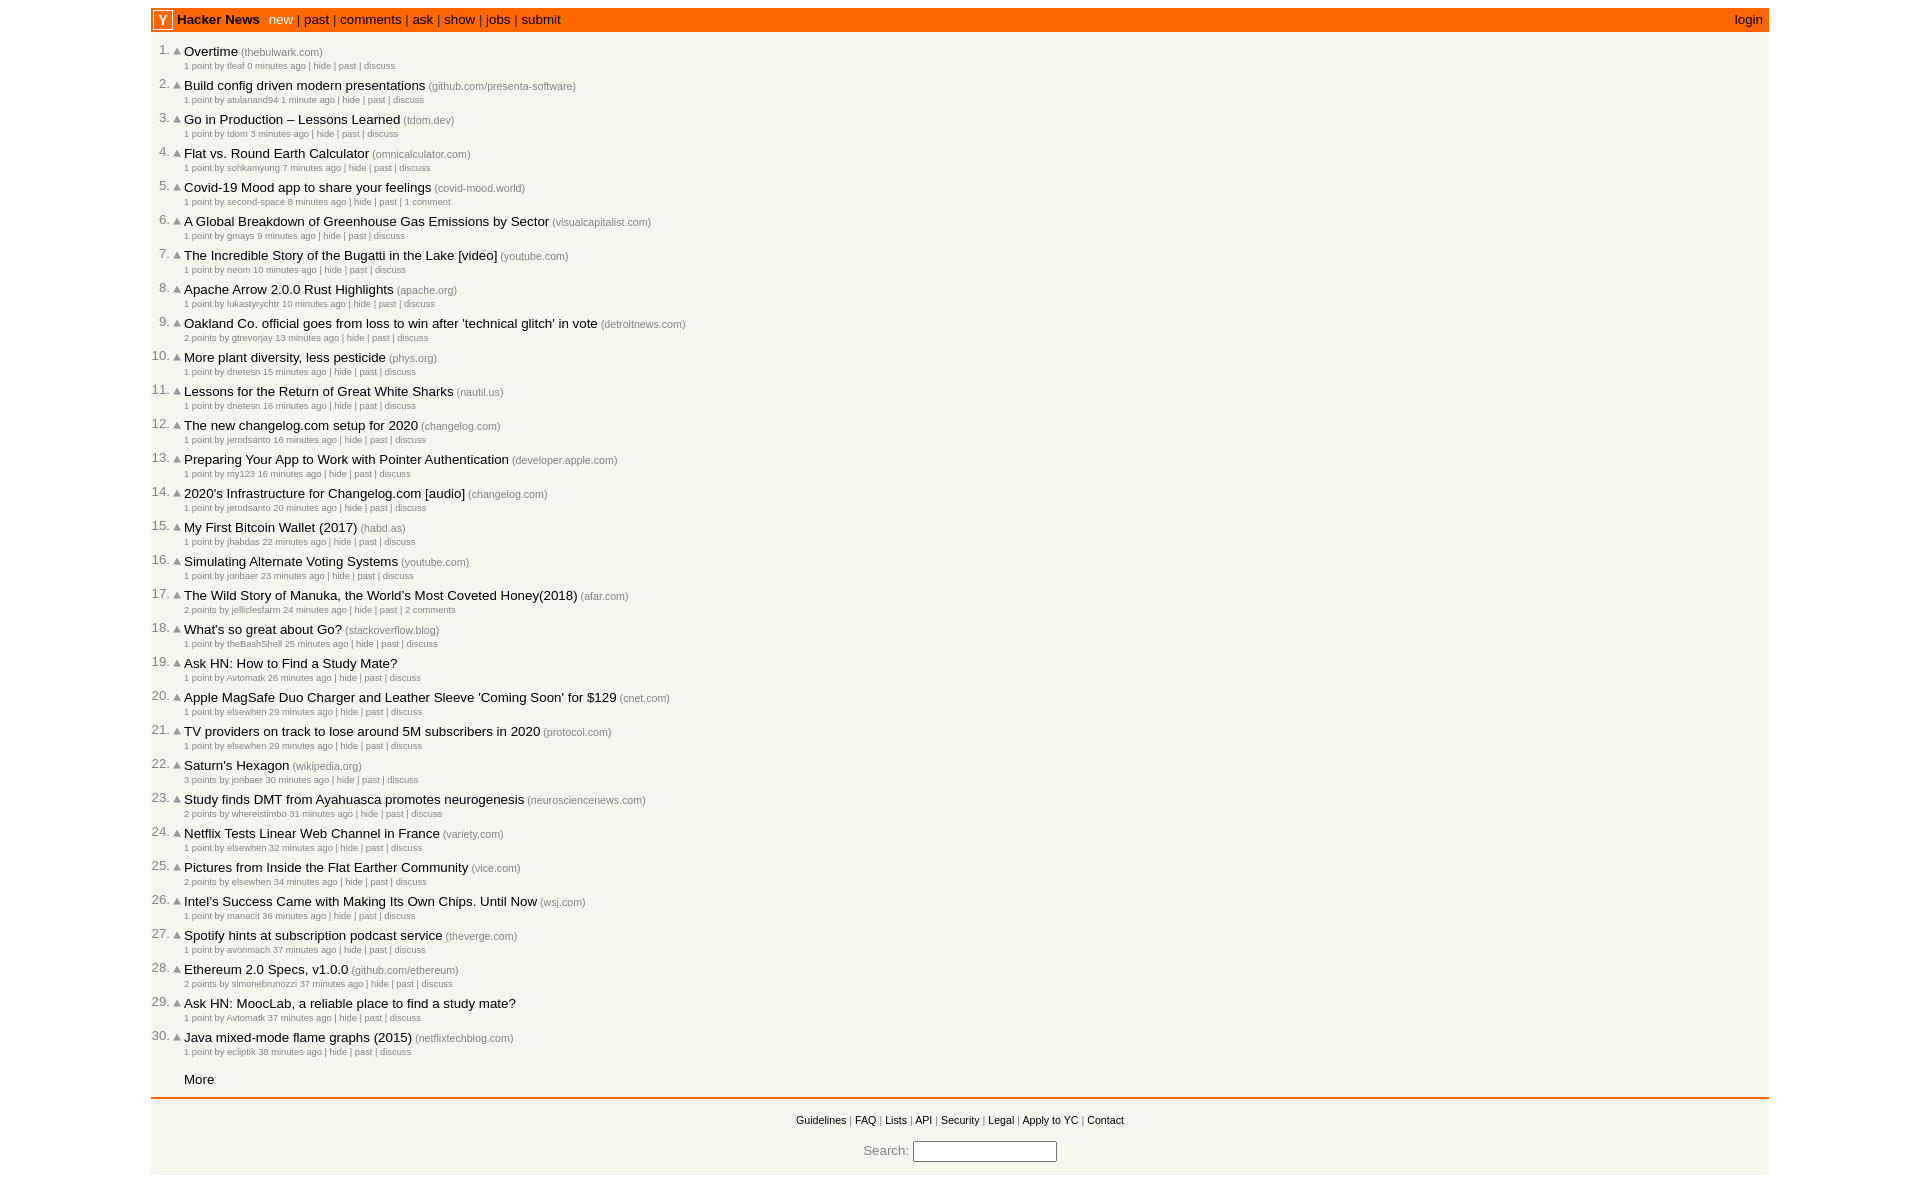 Y Hacker News new | past | comments | ask | show | jobs | submit login
1. Overtime (thebulwark.com)
1 point by tleaf 0 minutes ago | hide | past | discuss
2. Build config driven modern presentations (github.com/presenta-software)
1 point by atulanand94 1 minute ago | hide | past | discuss
3. Go in Production – Lessons Learned (tdom.dev)
1 point by tdom 3 minutes ago | hide | past | discuss
4. Flat vs. Round Earth Calculator (omnicalculator.com)
1 point by sohkamyung 7 minutes ago | hide | past | discuss
5. Covid-19 Mood app to share your feelings (covid-mood.world)
1 point by second-space 8 minutes ago | hide | past | 1 comment
6. A Global Breakdown of Greenhouse Gas Emissions by Sector (visualcapitalist.com)
1 point by gmays 9 minutes ago | hide | past | discuss
7. The Incredible Story of the Bugatti in the Lake [video] (youtube.com)
1 point by neom 10 minutes ago | hide | past | discuss
8. Apache Arrow 2.0.0 Rust Highlights (apache.org)
1 point by lukastyrychtr 10 minutes ago | hide | past | discuss
9. Oakland Co. official goes from loss to win after 'technical glitch' in vote (detroitnews.com)
2 points by gtrevorjay 13 minutes ago | hide | past | discuss
10. More plant diversity, less pesticide (phys.org)
1 point by dnetesn 15 minutes ago | hide | past | discuss
11. Lessons for the Return of Great White Sharks (nautil.us)
1 point by dnetesn 16 minutes ago | hide | past | discuss
12. The new changelog.com setup for 2020 (changelog.com)
1 point by jerodsanto 16 minutes ago | hide | past | discuss
13. Preparing Your App to Work with Pointer Authentication (developer.apple.com)
1 point by my123 16 minutes ago | hide | past | discuss
14. 2020's Infrastructure for Changelog.com [audio] (changelog.com)
1 point by jerodsanto 20 minutes ago | hide | past | discuss
15. My First Bitcoin Wallet (2017) (habd.as)
1 point by jhabdas 22 minutes ago | hide | past | discuss
16. Simulating Alternate Voting Systems (youtube.com)
1 point by jonbaer 23 minutes ago | hide | past | discuss
17. The Wild Story of Manuka, the World’s Most Coveted Honey(2018) (afar.com)
2 points by jelliclesfarm 24 minutes ago | hide | past | 2 comments
18. What's so great about Go? (stackoverflow.blog)
1 point by theBashShell 25 minutes ago | hide | past | discuss
19. Ask HN: How to Find a Study Mate?
1 point by Avtomatk 26 minutes ago | hide | past | discuss
20. Apple MagSafe Duo Charger and Leather Sleeve 'Coming Soon' for $129 (cnet.com)
1 point by elsewhen 29 minutes ago | hide | past | discuss
21. TV providers on track to lose around 5M subscribers in 2020 (protocol.com)
1 point by elsewhen 29 minutes ago | hide | past | discuss
22. Saturn's Hexagon (wikipedia.org)
3 points by jonbaer 30 minutes ago | hide | past | discuss
23. Study finds DMT from Ayahuasca promotes neurogenesis (neurosciencenews.com)
2 points by whereistimbo 31 minutes ago | hide | past | discuss
24. Netflix Tests Linear Web Channel in France (variety.com)
1 point by elsewhen 32 minutes ago | hide | past | discuss
25. Pictures from Inside the Flat Earther Community (vice.com)
2 points by elsewhen 34 minutes ago | hide | past | discuss
26. Intel’s Success Came with Making Its Own Chips. Until Now (wsj.com)
1 point by manacit 36 minutes ago | hide | past | discuss
27. Spotify hints at subscription podcast service (theverge.com)
1 point by avonmach 37 minutes ago | hide | past | discuss
28. Ethereum 2.0 Specs, v1.0.0 (github.com/ethereum)
2 points by simonebrunozzi 37 minutes ago | hide | past | discuss
29. Ask HN: MoocLab, a reliable place to find a study mate?
1 point by Avtomatk 37 minutes ago | hide | past | discuss
30. Java mixed-mode flame graphs (2015) (netflixtechblog.com)
1 point by ecliptik 38 minutes ago | hide | past | discuss
More
Guidelines | FAQ | Lists | API | Security | Legal | Apply to YC | Contact
Search: